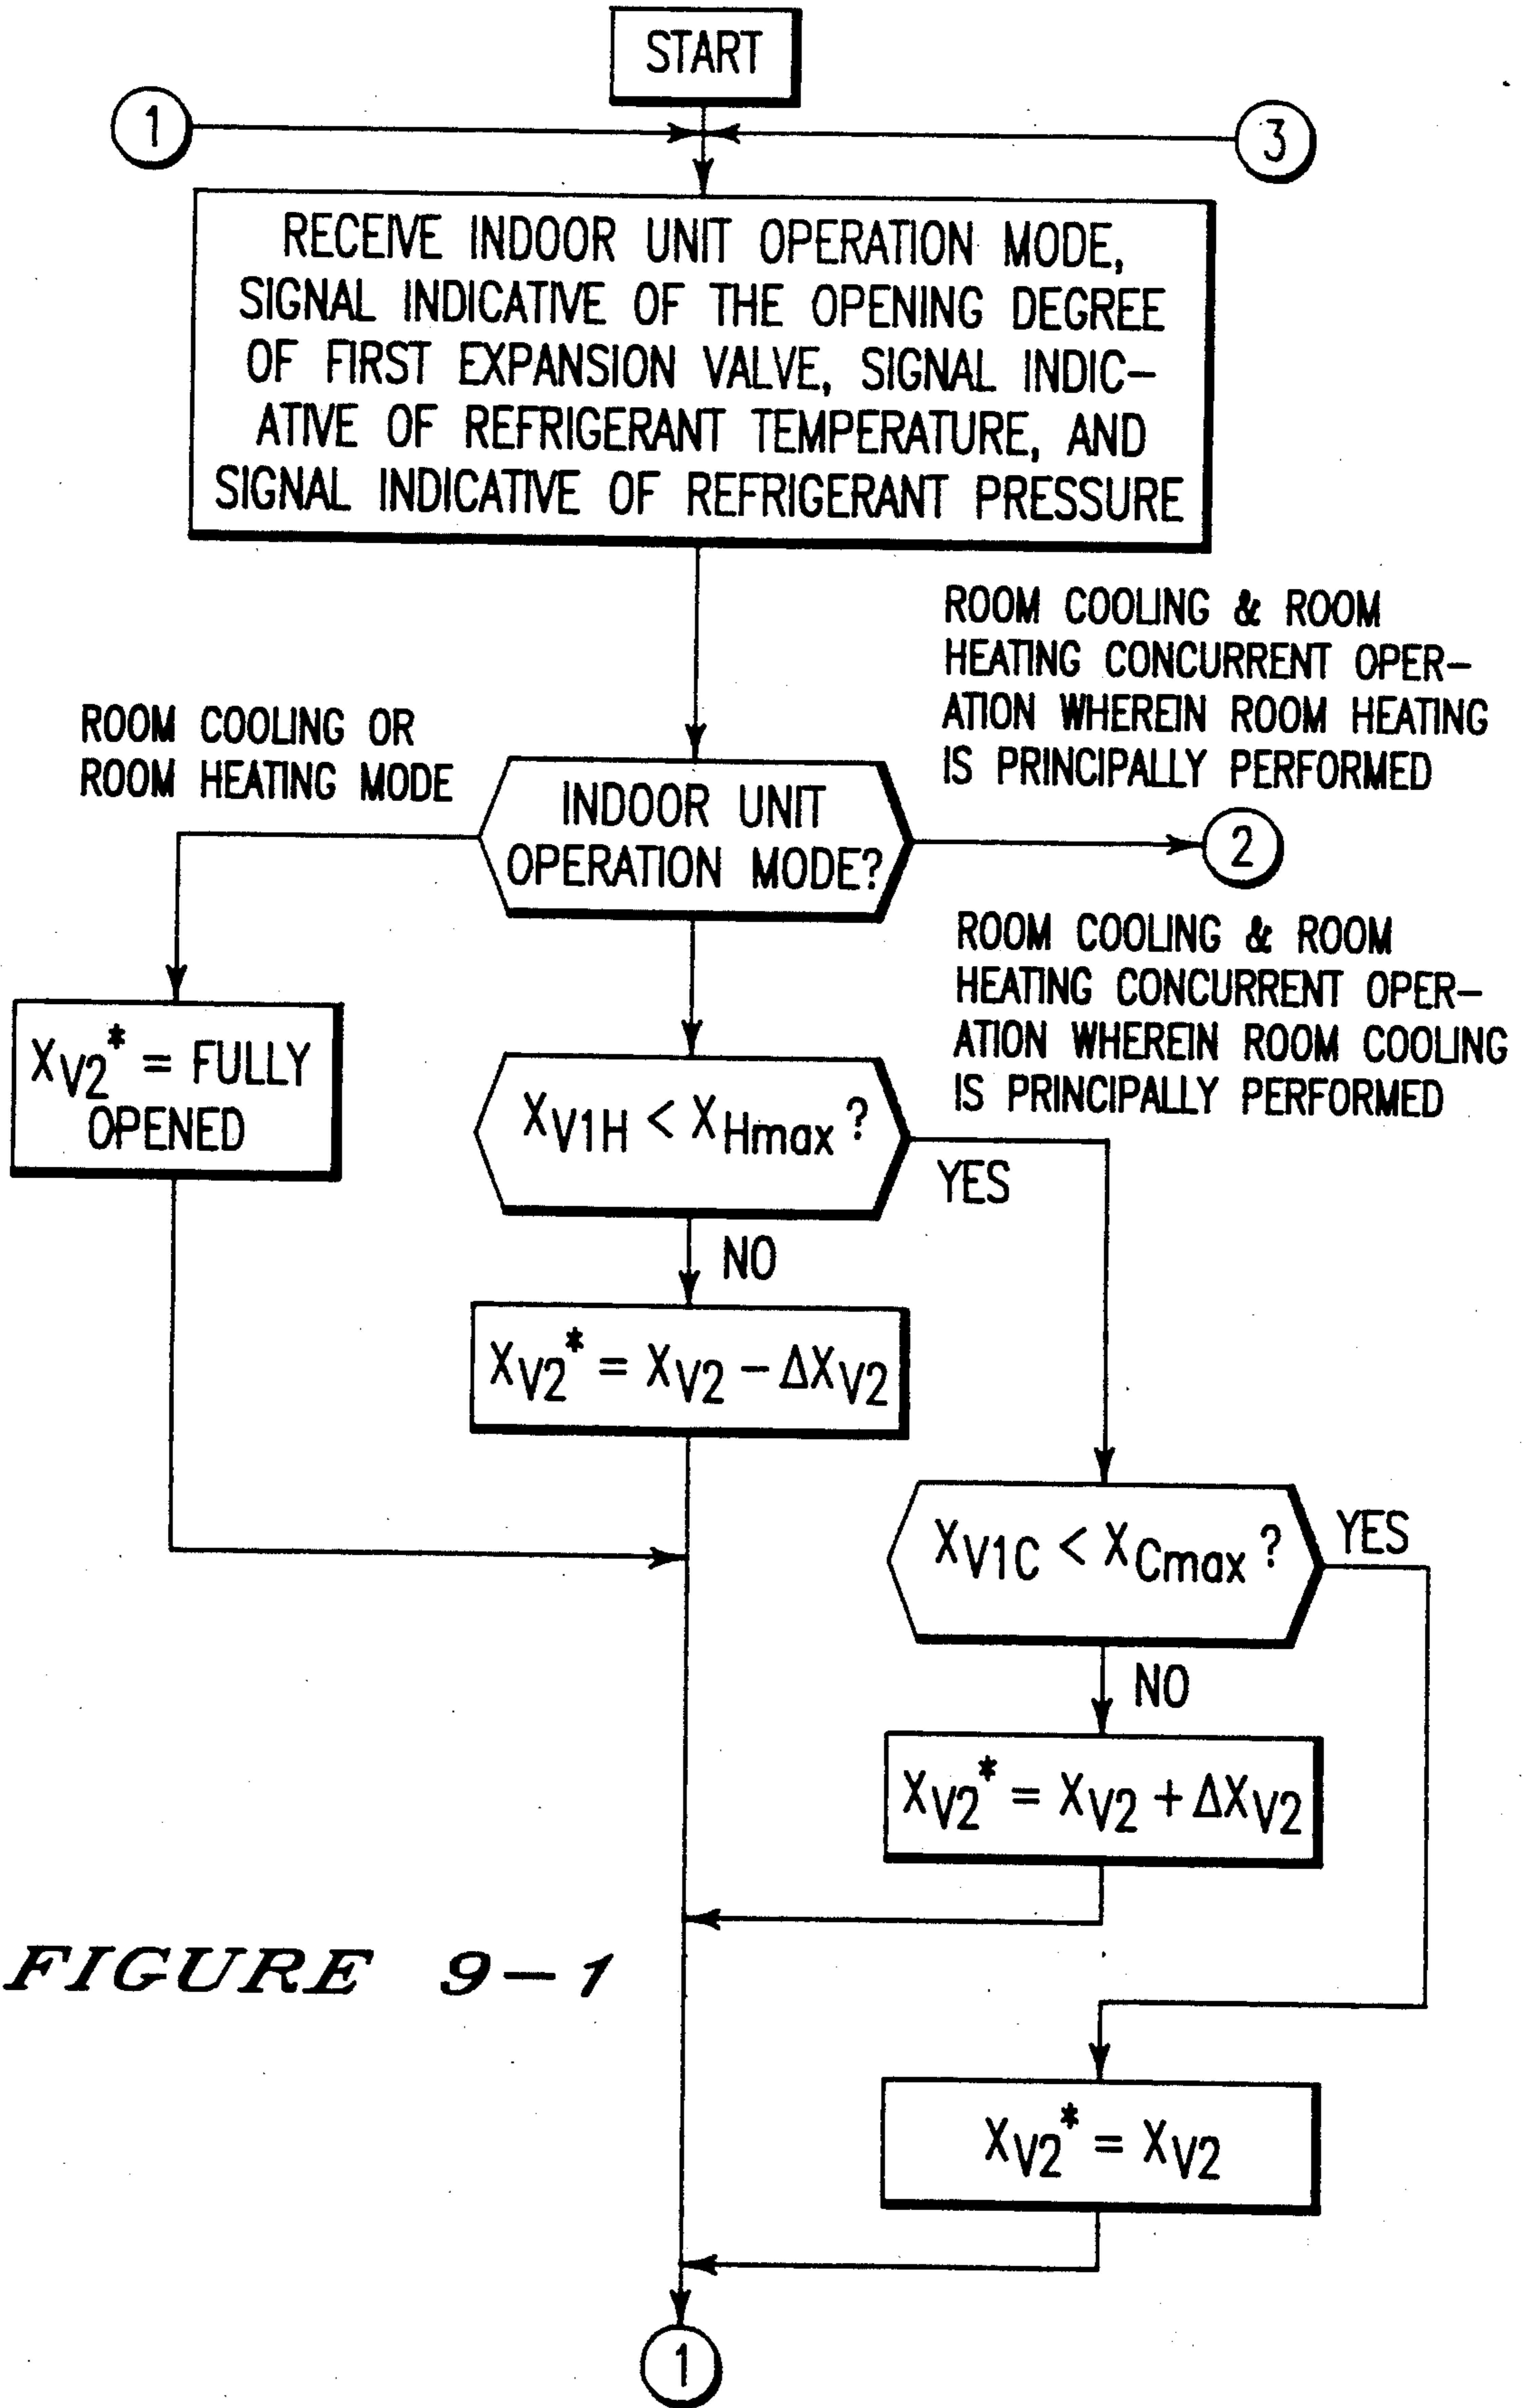 START
1
3
RECEIVE INDOOR UNIT OPERATION MODE,
SIGNAL INDICATIVE OF THE OPENING DEGREE
OF FIRST EXPANSION VALVE, SIGNAL INDIC-
ATIVE OF REFRIGERANT TEMPERATURE, AND
SIGNAL INDICATIVE OF REFRIGERANT PRESSURE
ROOM COOLING & ROOM
HEATING CONCURRENT OPER-
ATION WHEREIN ROOM HEATING
IS PRINCIPALLY PERFORMED
ROOM COOLING OR
ROOM HEATING MODE
INDOOR UNIT
OPERATION MODE?
2
ROOM COOLING & ROOM
HEATING CONCURRENT OPER-
ATION WHEREIN ROOM COOLING
IS PRINCIPALLY PERFORMED
XV2* = FULLY
OPENED
XV1H < XHmax ?
YES
NO
XV2* = XV2 - ΔXV2
XV1C < XCmax ?
YES
NO
XV2* = XV2 + ΔXV2
FIGURE 9-1
XV2* = XV2
1